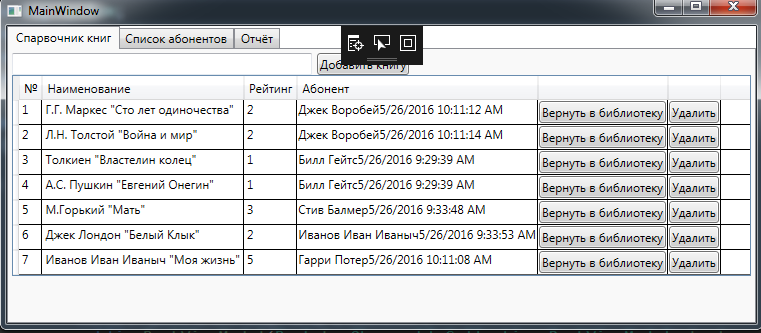 MainWindow
Спарвочник книг Список абонентов Отчёт
Добавить книгу
№ Наименование Рейтинг Абонент
1 Г.Г. Маркес "Сто лет одиночества" 2 Джек Воробей5/26/2016 10:11:12 AM Вернуть в библиотеку Удалить
2 Л.Н. Толстой "Война и мир" 2 Джек Воробей5/26/2016 10:11:14 AM Вернуть в библиотеку Удалить
3 Толкиен "Властелин колец" 1 Билл Гейтс5/26/2016 9:29:39 AM Вернуть в библиотеку Удалить
4 А.С. Пушкин "Евгений Онегин" 1 Билл Гейтс5/26/2016 9:29:39 AM Вернуть в библиотеку Удалить
5 М.Горький "Мать" 3 Стив Балмер5/26/2016 9:33:48 AM Вернуть в библиотеку Удалить
6 Джек Лондон "Белый Клык" 2 Иванов Иван Иваныч5/26/2016 9:33:53 AM Вернуть в библиотеку Удалить
7 Иванов Иван Иваныч "Моя жизнь" 5 Гарри Потер5/26/2016 10:11:08 AM Вернуть в библиотеку Удалить